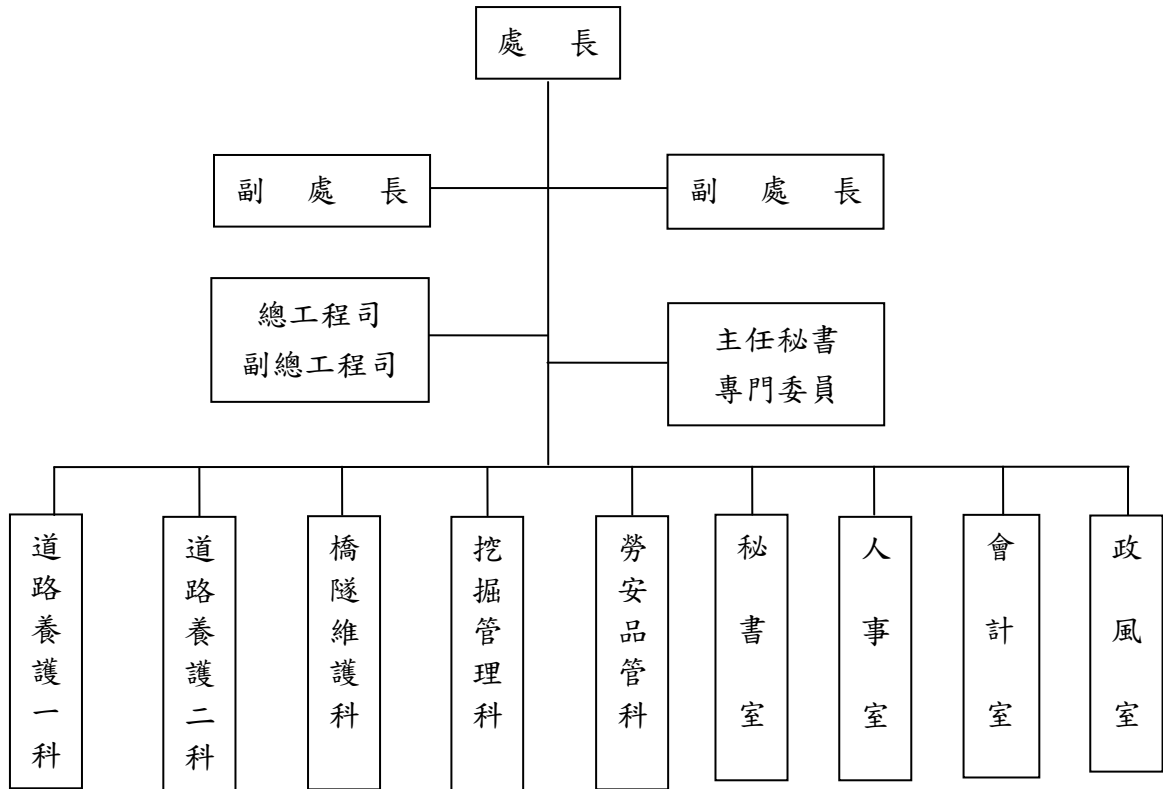 處長
副處長
副處長
總工程司
副總工程司
主任秘書
專門委員
道路養護一科
道路養護二科
橋隧維護科
挖掘管理科
勞安品管科
秘書室
人事室
會計室
政風室